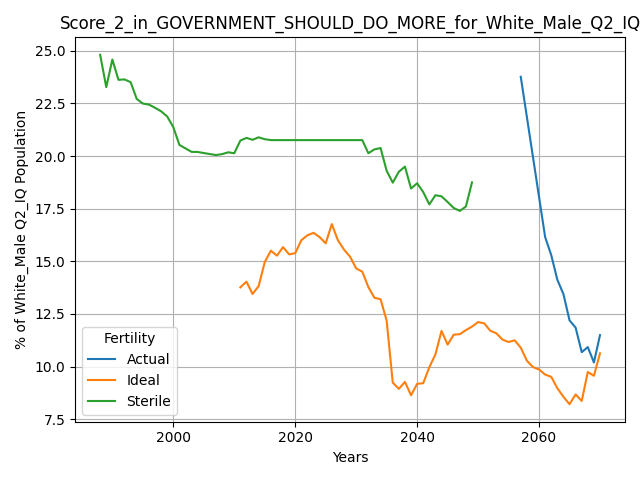 Score_2_in_GOVERNMENT_SHOULD_DO_MORE_for_White_Male_Q2_IQ
% of White_Male Q2_IQ Population
25.0
22.5
20.0
17.5
15.0
12.5
10.0
7.5
Fertility
Actual
Ideal
Sterile
2000
2020
2040
2060
Years